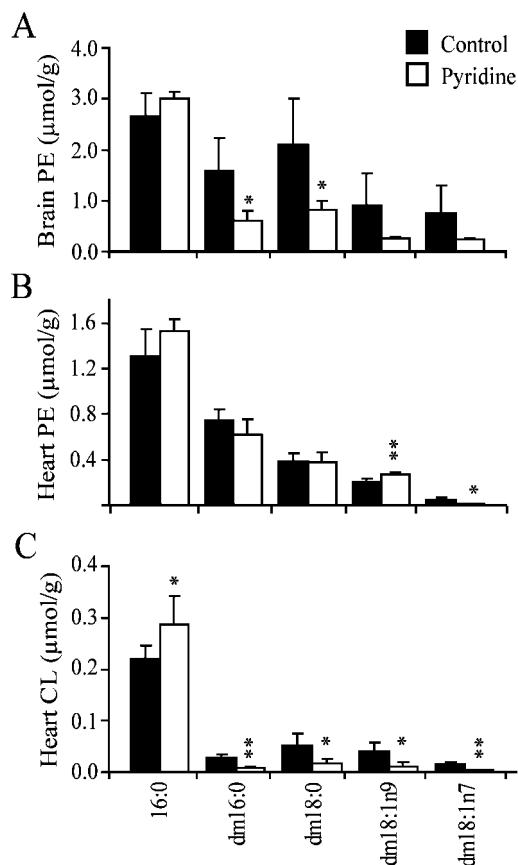 A
Control
Pyridine
Brain PE (μmol/g)
4.0
3.0
2.0
1.0
0.0
*
*
B
Heart PE (μmol/g)
1.6
1.2
0.8
0.4
**
*
C
Heart CL (μmol/g)
0.4
0.3
0.2
0.1
0.0
*
**
*
*
**
16:0
dm16:0
dm18:0
dm18:1n9
dm18:1n7